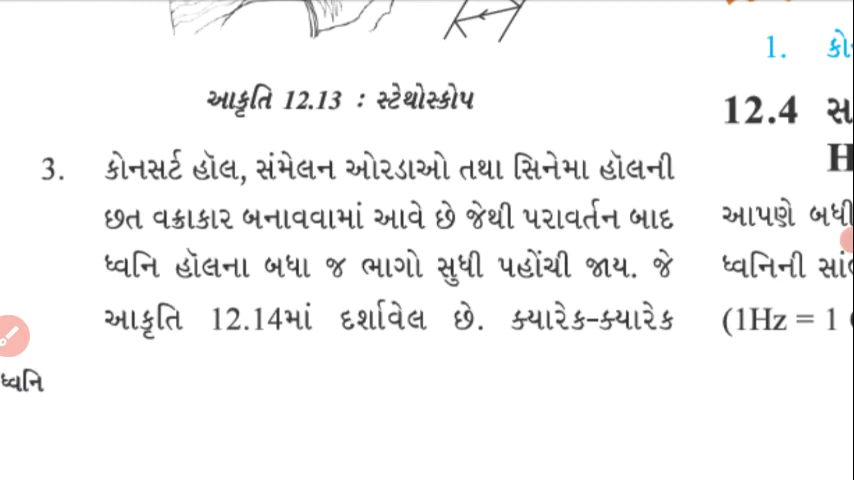 આકૃતિ 12.13 : સ્ટેથોસ્કોપ
3. કોનસર્ટ હૉલ, સંમેલન ઓરડાઓ તથા સિનેમા હૉલની
છત વક્રાકાર બનાવવામાં આવે છે જેથી પરાવર્તન બાદ
ધ્વનિ હૉલના બધા જ ભાગો સુધી પહોંચી જાય. જે
આકૃતિ 12.14માં દર્શાવેલ છે. ક્યારેક-ક્યારેક
ધ્વનિ
1.
12.4
આપણે બધી
ધ્વનિની
(1Hz = 1